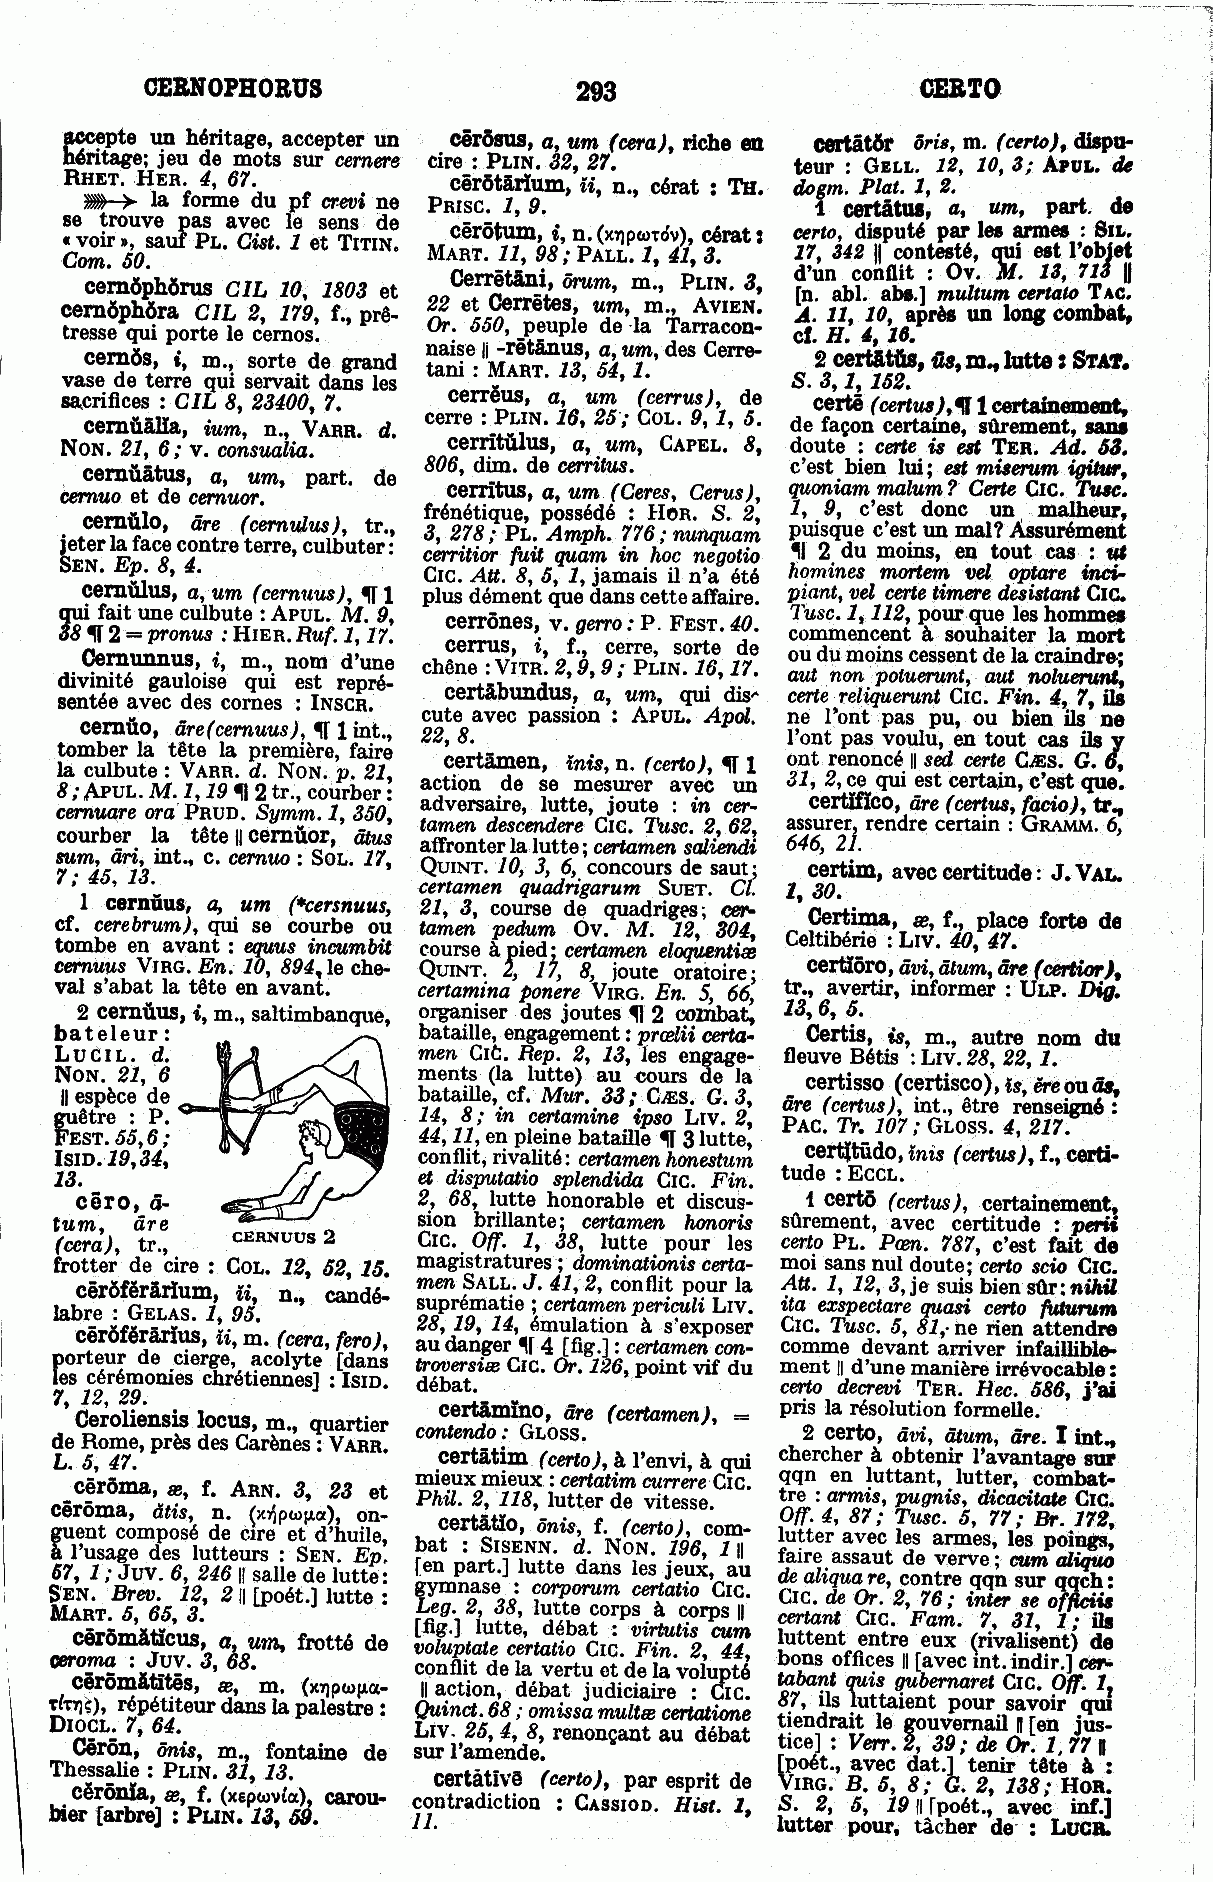 CERNOPHORUS
293
CERTO
accepte un héritage, accepter un
héritage; jeu de mots sur cernere
RHET. HER. 4, 67.
⤐ la forme du pf crevi ne
se trouve pas avec le sens de
« voir », sauf PL. Cist. 1 et TITIN.
Com. 50.
cernŏphŏrus CIL 10, 1803 et
cernŏphŏra CIL 2, 179, f., prê-
tresse qui porte le cernos.
cernŏs, i, m., sorte de grand
vase de terre qui servait dans les
sacrifices : CIL 8, 23400, 7.
cernŭālĭa, ium, n., VARR. d.
NON. 21, 6 ; v. consualia.
cernŭātus, a, um, part. de
cernuo et de cernuor.
cernŭlo, āre (cernulus), tr.,
jeter la face contre terre, culbuter :
SEN. Ep. 8, 4.
cernŭlus, a, um (cernuus), ¶ 1
qui fait une culbute : APUL. M. 9,
38 ¶ 2 = pronus : HIER. Ruf. 1, 17.
Cernunnus, i, m., nom d'une
divinité gauloise qui est repré-
sentée avec des cornes : INSCR.
cernŭo, āre (cernuus), ¶ 1 int.,
tomber la tête la première, faire
la culbute : VARR. d. NON. p. 21,
8 ; APUL. M. 1, 19 ¶ 2 tr., courber :
cernuare ora PRUD. Symm. 1, 350,
courber la tête || cernŭor, ātus
sum, āri, int., c. cernuo : SOL. 17,
7 ; 45, 13.
1 cernŭus, a, um (*cersnuus,
cf. cerebrum), qui se courbe ou
tombe en avant : equus incumbit
cernuus VIRG. En. 10, 894, le che-
val s'abat la tête en avant.
2 cernŭus, i, m., saltimbanque,
bateleur :
LUCIL. d.
NON. 21, 6
|| espèce de
guêtre : P.
FEST. 55, 6 ;
ISID. 19, 34,
13.
cēro, ā-
tum, āre
(cera), tr.,
CERNUUS 2
frotter de cire : COL. 12, 52, 15.
cērŏfĕrārĭum, ii, n., candé-
labre : GELAS. 1, 95.
cērŏfĕrārĭus, ii, m. (cera, fero),
porteur de cierge, acolyte [dans
les cérémonies chrétiennes] : ISID.
7, 12, 29.
Ceroliensis locus, m., quartier
de Rome, près des Carènes : VARR.
L. 5, 47.
cērōma, æ, f. ARN. 3, 23 et
cērōma, ătis, n. (κήρωμα), on-
guent composé de cire et d'huile,
à l'usage des lutteurs : SEN. Ep.
57, 1 ; JUV. 6, 246 || salle de lutte :
SEN. Brev. 12, 2 || [poét.] lutte :
MART. 5, 65, 3.
cērōmătĭcus, a, um, frotté de
ceroma : JUV. 3, 68.
cērōmătītēs, æ, m. (κηρωμα-
τίτης), répétiteur dans la palestre :
DIOCL. 7, 64.
Cērōn, ōnis, m., fontaine de
Thessalie : PLIN. 31, 13.
cĕrōnĭa, æ, f. (κερωνία), carou-
bier [arbre] : PLIN. 13, 59.
cērōsus, a, um (cera), riche en
cire : PLIN. 32, 27.
cērōtārĭum, ii, n., cérat : TH.
PRISC. 1, 9.
cērōtum, i, n. (κηρωτόν), cérat :
MART. 11, 98 ; PALL. 1, 41, 3.
Cerrētāni, ōrum, m., PLIN. 3,
22 et Cerrētes, um, m., AVIEN.
Or. 550, peuple de la Tarracon-
naise || -rētānus, a, um, des Cerre-
tani : MART. 13, 54, 1.
cerrĕus, a, um (cerrus), de
cerre : PLIN. 16, 25 ; COL. 9, 1, 5.
cerrītŭlus, a, um, CAPEL. 8,
806, dim. de cerritus.
cerrītus, a, um (Ceres, Cerus),
frénétique, possédé : HOR. S. 2,
3, 278 ; PL. Amph. 776 ; nunquam
cerritior fuit quam in hoc negotio
CIC. Att. 8, 5, 1, jamais il n'a été
plus dément que dans cette affaire.
cerrōnes, v. gerro : P. FEST. 40.
cerrus, i, f., cerre, sorte de
chêne : VITR. 2, 9, 9 ; PLIN. 16, 17.
certābundus, a, um, qui dis-
cute avec passion : APUL. Apol.
22, 8.
certāmen, ĭnis, n. (certo), ¶ 1
action de se mesurer avec un
adversaire, lutte, joute : in cer-
tamen descendere CIC. Tusc. 2, 62,
affronter la lutte ; certamen saliendi
QUINT. 10, 3, 6, concours de saut ;
certamen quadrigarum SUET. Cl.
21, 3, course de quadriges ; cer-
tamen pedum OV. M. 12, 304,
course à pied ; certamen eloquentiæ
QUINT. 2, 17, 8, joute oratoire ;
certamina ponere VIRG. En. 5, 66,
organiser des joutes ¶ 2 combat,
bataille, engagement : prœlii certa-
men CIC. Rep. 2, 13, les engage-
ments (la lutte) au cours de la
bataille, cf. Mur. 33 ; CÆS. G. 3,
14, 8 ; in certamine ipso LIV. 2,
44, 11, en pleine bataille ¶ 3 lutte,
conflit, rivalité : certamen honestum
et disputatio splendida CIC. Fin.
2, 68, lutte honorable et discus-
sion brillante ; certamen honoris
CIC. Off. 1, 38, lutte pour les
magistratures ; dominationis certa-
men SALL. J. 41, 2, conflit pour la
suprématie ; certamen periculi LIV.
28, 19, 14, émulation à s'exposer
au danger ¶ 4 [fig.] : certamen con-
troversiæ CIC. Or. 126, point vif du
débat.
certāmĭno, āre (certamen), =
contendo : GLOSS.
certātim (certo), à l'envi, à qui
mieux mieux : certatim currere CIC.
Phil. 2, 118, lutter de vitesse.
certātĭo, ōnis, f. (certo), com-
bat : SISENN. d. NON. 196, 1 ||
[en part.] lutte dans les jeux, au
gymnase : corporum certatio CIC.
Leg. 2, 38, lutte corps à corps ||
[fig.] lutte, débat : virtutis cum
voluptate certatio CIC. Fin. 2, 44,
conflit de la vertu et de la volupté
|| action, débat judiciaire : CIC.
Quinct. 68 ; omissa multæ certatione
LIV. 25, 4, 8, renonçant au débat
sur l'amende.
certātīvē (certo), par esprit de
contradiction : CASSIOD. Hist. 1,
11.
certātŏr ōris, m. (certo), dispu-
teur : GELL. 12, 10, 3 ; APUL. de
dogm. Plat. 1, 2.
1 certātus, a, um, part. de
certo, disputé par les armes : SIL.
17, 342 || contesté, qui est l'objet
d'un conflit : OV. M. 13, 713 ||
[n. abl. abs.] multum certato TAC.
A. 11, 10, après un long combat,
cf. H. 4, 16.
2 certātŭs, ūs, m., lutte : STAT.
S. 3, 1, 152.
certē (certus), ¶ 1 certainement,
de façon certaine, sûrement, sans
doute : certe is est TER. Ad. 53.
c'est bien lui ; est miserum igitur,
quoniam malum ? Certe CIC. Tusc.
1, 9, c'est donc un malheur,
puisque c'est un mal ? Assurément
¶ 2 du moins, en tout cas : ut
homines mortem vel optare inci-
piant, vel certe timere desistant CIC.
Tusc. 1, 112, pour que les hommes
commencent à souhaiter la mort
ou du moins cessent de la craindre ;
aut non potuerunt, aut noluerunt,
certe reliquerunt CIC. Fin. 4, 7, ils
ne l'ont pas pu, ou bien ils ne
l'ont pas voulu, en tout cas ils y
ont renoncé || sed certe CÆS. G. 6,
31, 2, ce qui est certain, c'est que.
certĭfĭco, āre (certus, facio), tr.,
assurer, rendre certain : GRAMM. 6,
646, 21.
certim, avec certitude : J. VAL.
1, 30.
Certima, æ, f., place forte de
Celtibérie : LIV. 40, 47.
certĭōro, āvi, ātum, āre (certior),
tr., avertir, informer : ULP. Dig.
13, 6, 5.
Certis, is, m., autre nom du
fleuve Bétis : LIV. 28, 22, 1.
certisso (certisco), is, ĕre ou ās,
āre (certus), int., être renseigné :
PAC. Tr. 107 ; GLOSS. 4, 217.
certĭtūdo, ĭnis (certus), f., certi-
tude : ECCL.
1 certō (certus), certainement,
sûrement, avec certitude : perii
certo PL. Pœn. 787, c'est fait de
moi sans nul doute ; certo scio CIC.
Att. 1, 12, 3, je suis bien sûr : nihil
ita exspectare quasi certo futurum
CIC. Tusc. 5, 81, ne rien attendre
comme devant arriver infaillible-
ment || d'une manière irrévocable :
certo decrevi TER. Hec. 586, j'ai
pris la résolution formelle.
2 certo, āvi, ātum, āre. I int.,
chercher à obtenir l'avantage sur
qqn en luttant, lutter, combat-
tre : armis, pugnis, dicacitate CIC.
Off. 4, 87 ; Tusc. 5, 77 ; Br. 172,
lutter avec les armes, les poings,
faire assaut de verve ; cum aliquo
de aliqua re, contre qqn sur qqch :
CIC. de Or. 2, 76 ; inter se officiis
certant CIC. Fam. 7, 31, 1 ; ils
luttent entre eux (rivalisent) de
bons offices || [avec int. indir.] cer-
tabant quis gubernaret CIC. Off. 1,
87, ils luttaient pour savoir qui
tiendrait le gouvernail || [en jus-
tice] : Verr. 2, 39 ; de Or. 1, 77 ||
[poét., avec dat.] tenir tête à :
VIRG. B. 5, 8 ; G. 2, 138 ; HOR.
S. 2, 5, 19 || [poét., avec inf.]
lutter pour, tâcher de : LUCR.